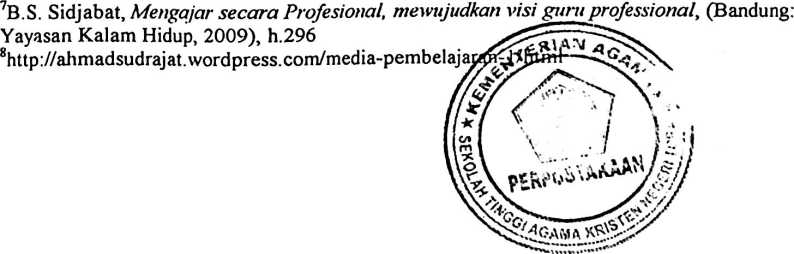 ⁷B.S. Sidjabat, Mengajar secara Profesional, mewujudkan visi guru professional, (Bandung:
Yayasan Kalam Hidup, 2009), h.296
⁸http://ahmadsudrajat.wordpress.com/media-pembelajaran-
KEMENTERIAN AGAMA
PERPUSTAKAAN
SEKOLAH TINGGI AGAMA KRISTEN NEGERI